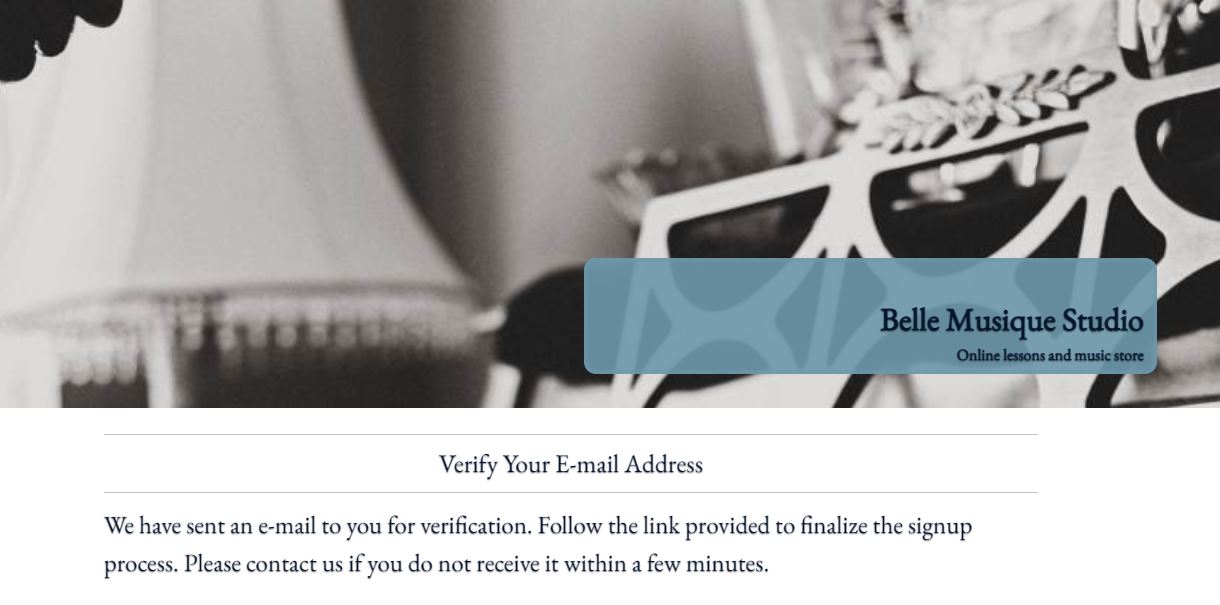 Belle Musique Studio
Online lessons and music store
Verify Your E-mail Address
We have sent an e-mail to you for verification. Follow the link provided to finalize the signup
process. Please contact us if you do not receive it within a few minutes.